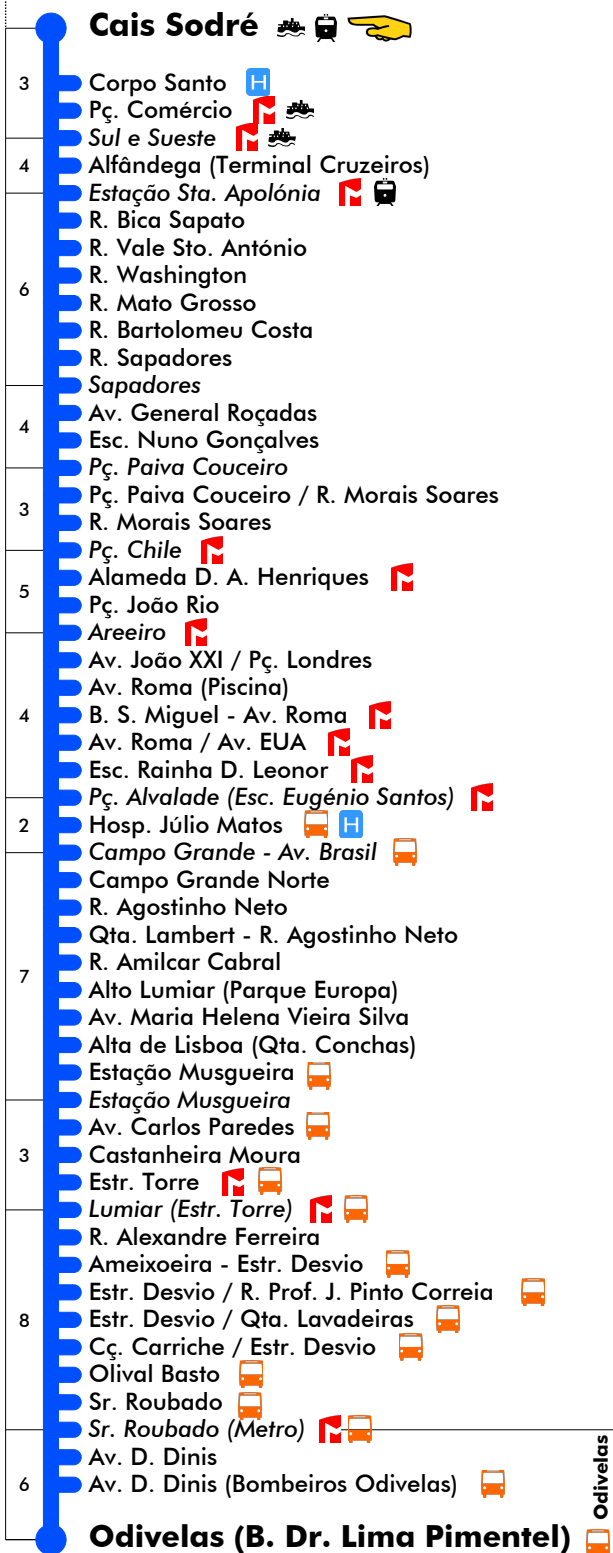 Cais Sodré
3
Corpo Santo H
Pç. Comércio
Sul e Sueste
4
Alfândega (Terminal Cruzeiros)
Estação Sta. Apolónia
R. Bica Sapato
R. Vale Sto. António
R. Washington
6
R. Mato Grosso
R. Bartolomeu Costa
R. Sapadores
Sapadores
Av. General Roçadas
4
Esc. Nuno Gonçalves
Pç. Paiva Couceiro
Pç. Paiva Couceiro / R. Morais Soares
3
R. Morais Soares
Pç. Chile
Alameda D. A. Henriques
5
Pç. João Rio
Areeiro
Av. João XXI / Pç. Londres
Av. Roma (Piscina)
4
B. S. Miguel - Av. Roma
Av. Roma / Av. EUA
Esc. Rainha D. Leonor
Pç. Alvalade (Esc. Eugénio Santos)
2
Hosp. Júlio Matos H
Campo Grande - Av. Brasil
Campo Grande Norte
R. Agostinho Neto
Qta. Lambert - R. Agostinho Neto
R. Amilcar Cabral
7
Alto Lumiar (Parque Europa)
Av. Maria Helena Vieira Silva
Alta de Lisboa (Qta. Conchas)
Estação Musgueira
Estação Musgueira
Av. Carlos Paredes
3
Castanheira Moura
Estr. Torre
Lumiar (Estr. Torre)
R. Alexandre Ferreira
Ameixoeira - Estr. Desvio
Estr. Desvio / R. Prof. J. Pinto Correia
8
Estr. Desvio / Qta. Lavadeiras
Cç. Carriche / Estr. Desvio
Olival Basto
Sr. Roubado
Sr. Roubado (Metro)
Av. D. Dinis
6
Av. D. Dinis (Bombeiros Odivelas)
Odivelas
Odivelas (B. Dr. Lima Pimentel)